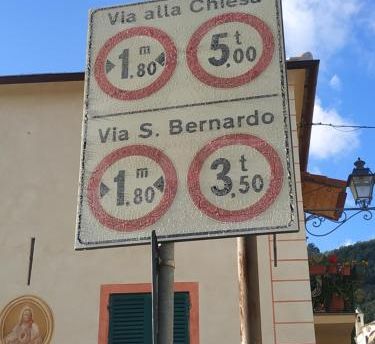 Via alla Chiesa
m t
1.80 5.00
Via S. Bernardo
m t
1.80 3.50